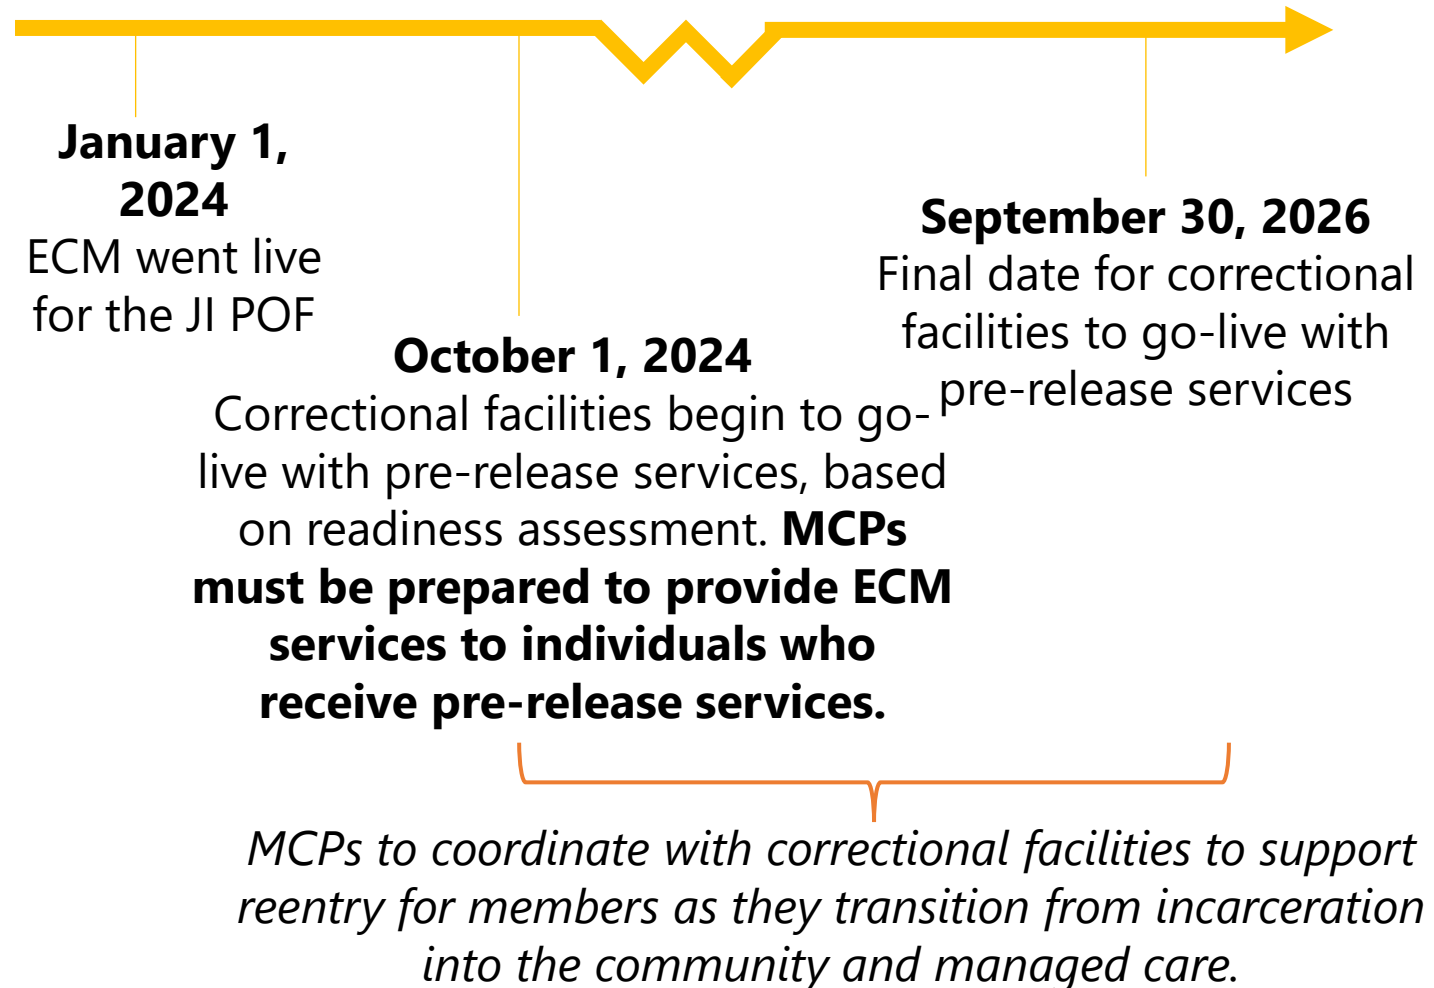 January 1,
2024
ECM went live
for the JI POF
October 1, 2024
Correctional facilities begin to go-
live with pre-release services, based
on readiness assessment. MCPs
must be prepared to provide ECM
services to individuals who
receive pre-release services.
September 30, 2026
Final date for correctional
facilities to go-live with
pre-release services
MCPs to coordinate with correctional facilities to support
reentry for members as they transition from incarceration
into the community and managed care.